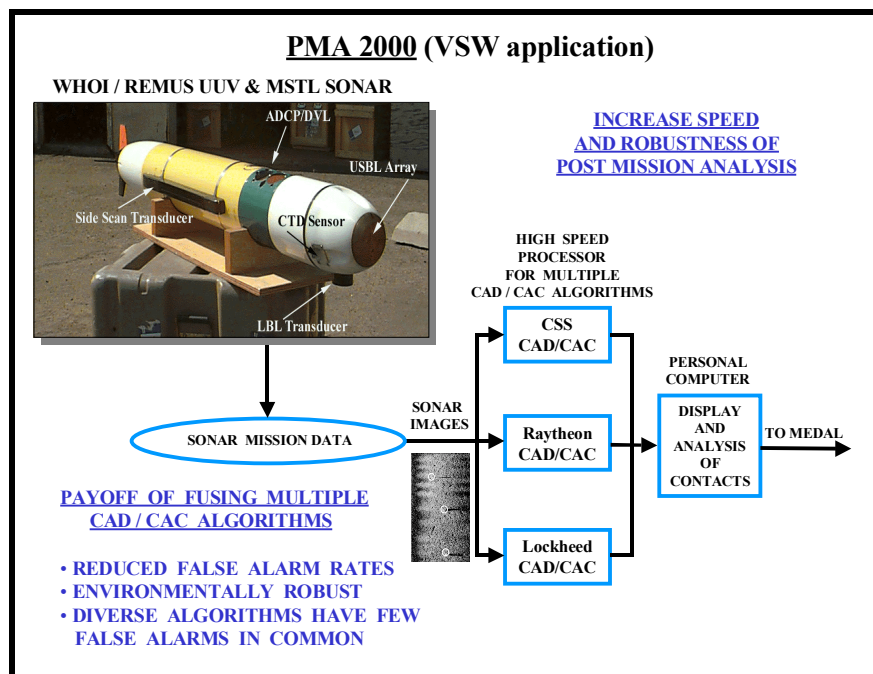 PMA 2000 (VSW application)
WHOI / REMUS UUV & MSTL SONAR
ADCP/DVL
USBL Array
Side Scan Transducer
CTD Sensor
LBL Transducer
INCREASE SPEED
AND ROBUSTNESS OF
POST MISSION ANALYSIS
HIGH SPEED
PROCESSOR
FOR MULTIPLE
CAD / CAC ALGORITHMS
CSS
CAD/CAC
SONAR MISSION DATA
SONAR
IMAGES
Raytheon
CAD/CAC
Lockheed
CAD/CAC
PERSONAL
COMPUTER
DISPLAY
AND
ANALYSIS
OF
CONTACTS
TO MEDAL
PAYOFF OF FUSING MULTIPLE
CAD / CAC ALGORITHMS
• REDUCED FALSE ALARM RATES
• ENVIRONMENTALLY ROBUST
• DIVERSE ALGORITHMS HAVE FEW
FALSE ALARMS IN COMMON